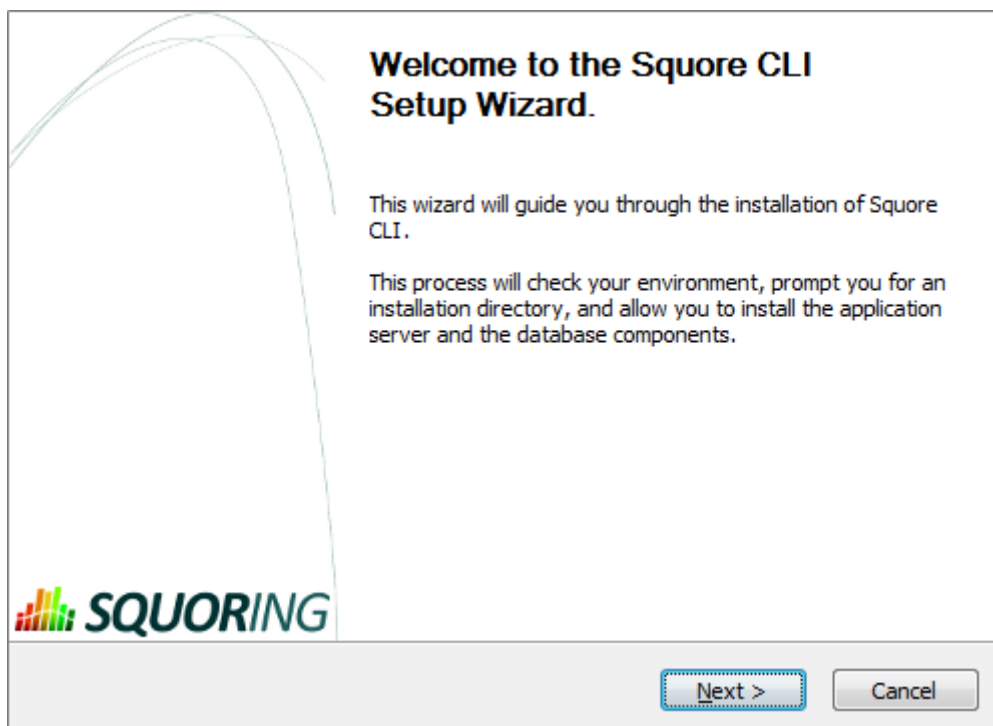 Welcome to the Squore CLI
Setup Wizard.
This wizard will guide you through the installation of Squore
CLI.
This process will check your environment, prompt you for an
installation directory, and allow you to install the application
server and the database components.
SQUORING
Next >
Cancel